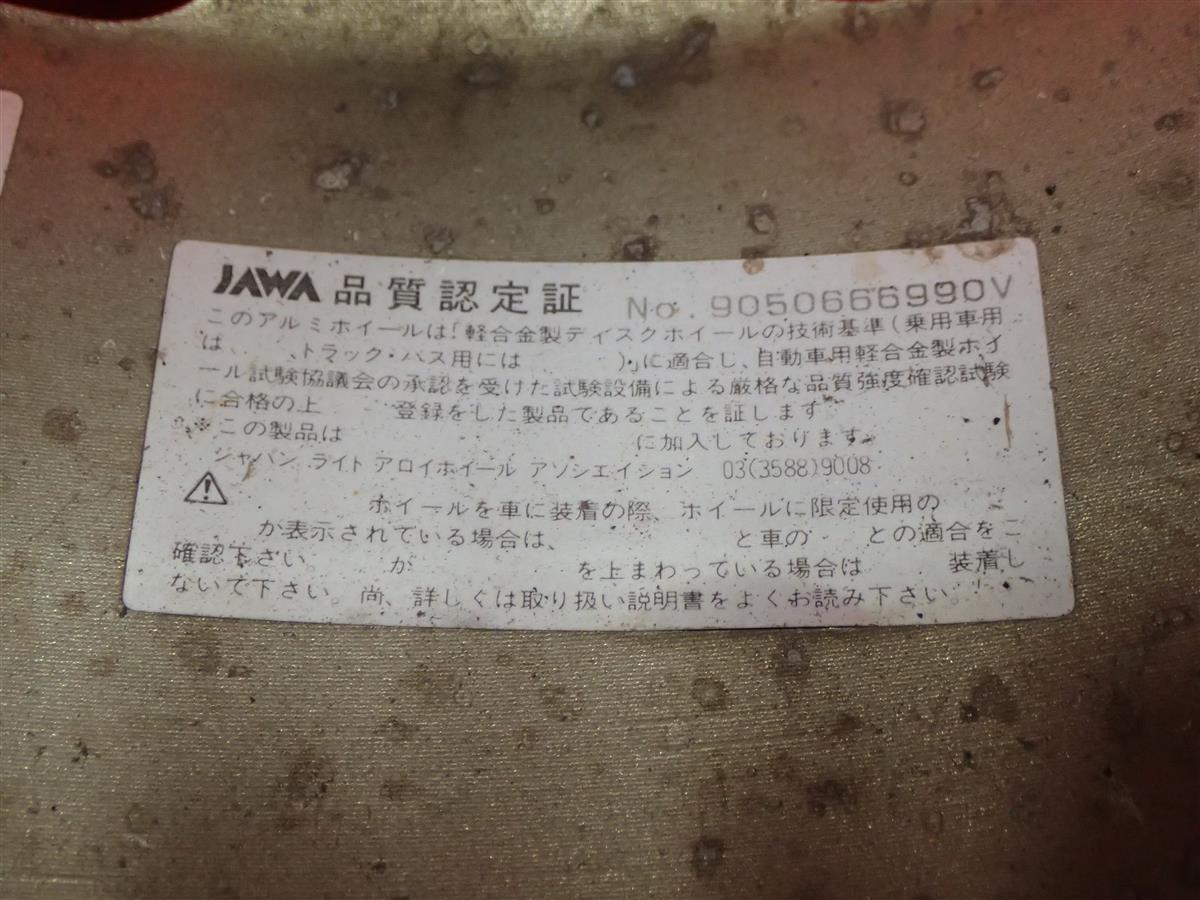 JAWA 品質認定証 No. 9050666990V
このアルミホイールは「軽合金製ディスクホイールの技術基準(乗用車用
は 、トラック・バス用には )」に適合し、自動車用軽合金製ホイ
ール試験協議会の承認を受けた試験設備による厳格な品質強度確認試験
に合格の上 登録をした製品であることを証します
※この製品は に加入しております。
ジャパン ライト アロイホイール アソシエイション 03(3588)9008
ホイールを車に装着の際、ホイールに限定使用の
が表示されている場合は、 と車の との適合をご
確認下さい が を上まわっている場合は 装着し
ないで下さい。尚、詳しくは取り扱い説明書をよくお読み下さい。